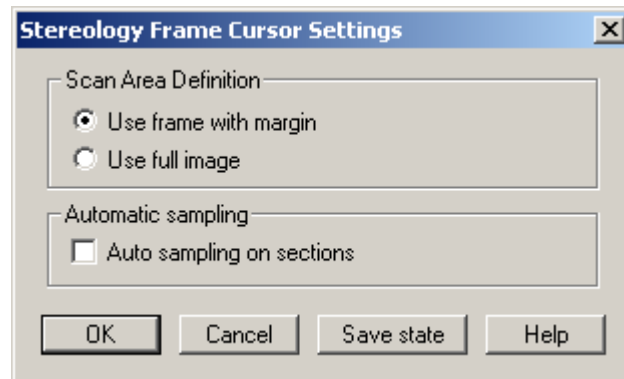 Stereology Frame Cursor Settings
Scan Area Definition
Use frame with margin
Use full image
Automatic sampling
Auto sampling on sections
OK Cancel Save state Help